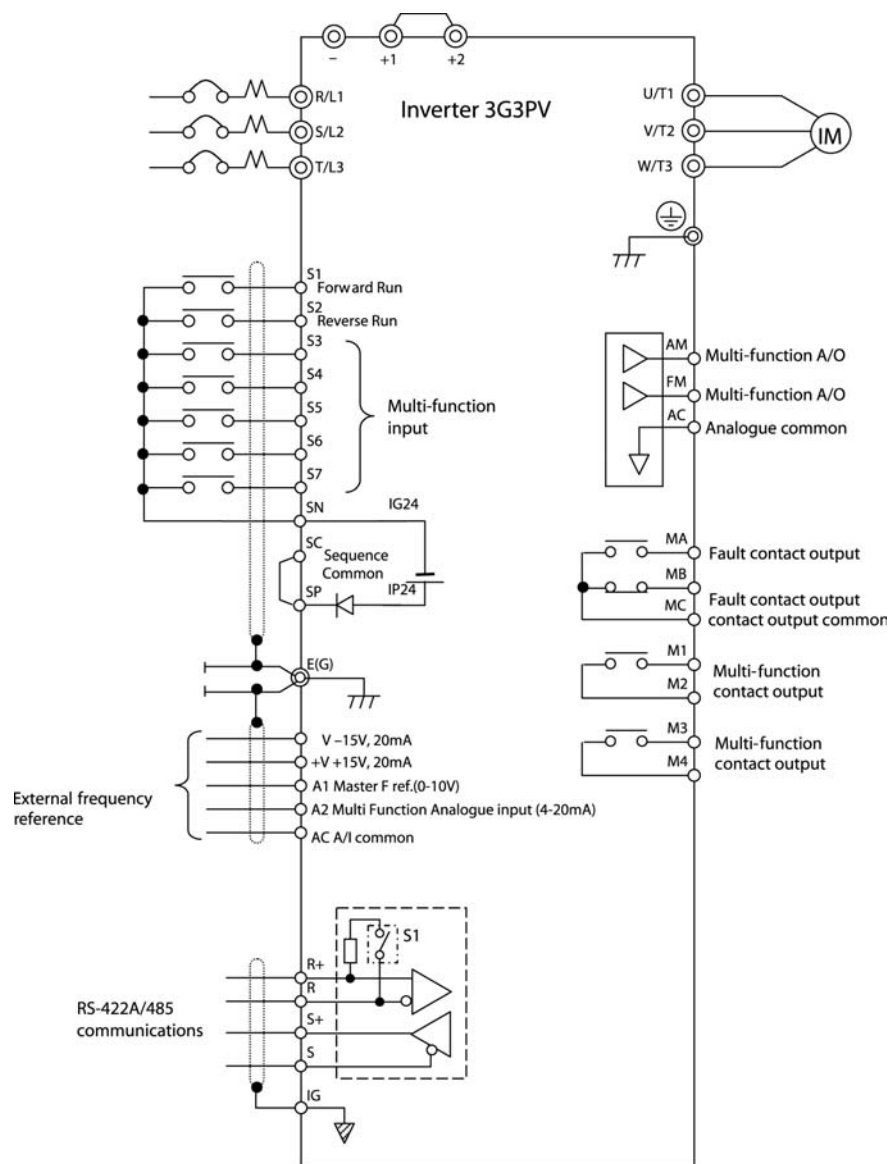 − +1 +2
Inverter 3G3PV
R/L1
S/L2
T/L3
U/T1
V/T2
W/T3
IM
S1
Forward Run
S2
Reverse Run
S3
S4
S5
S6
S7
Multi-function
input
SN
IG24
SC
Sequence
Common
SP
IP24
E(G)
AM
Multi-function A/O
FM
Multi-function A/O
AC
Analogue common
MA
Fault contact output
MB
MC
Fault contact output
contact output common
M1
M2
Multi-function
contact output
M3
M4
Multi-function
contact output
External frequency
reference
V –15V, 20mA
+V +15V, 20mA
A1 Master F ref.(0-10V)
A2 Multi Function Analogue input (4-20mA)
AC A/I common
RS-422A/485
communications
R+
R
S+
S
IG
S1